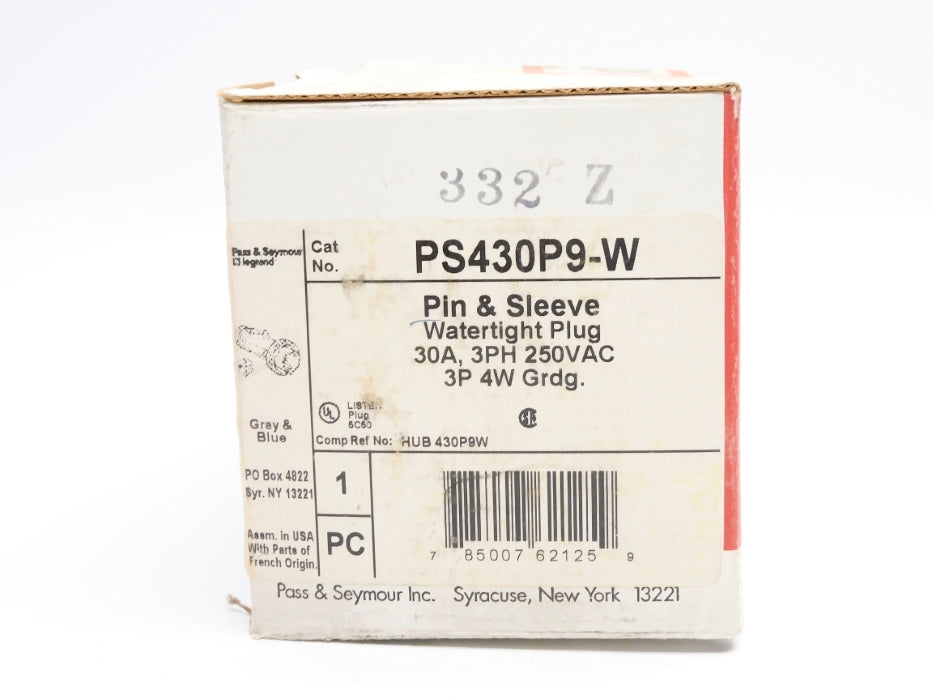 332 Z
Pass & Seymour
legrand
Cat
No.
PS430P9-W
Pin & Sleeve
Watertight Plug
30A, 3PH 250VAC
3P 4W Grdg.
Gray &
Blue
UL
LISTED
Plug
Comp Ref No: HUB 430P9W
PO Box 4822
Syr. NY 13221
1
PC
Assm. in USA
With Parts of
French Origin.
7 85007 62125 9
Pass & Seymour Inc. Syracuse, New York 13221